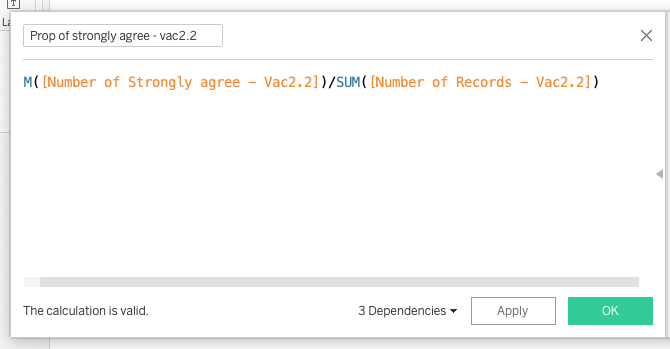 T
La
Prop of strongly agree - vac2.2
M([Number of Strongly agree - Vac2.2])/SUM([Number of Records - Vac2.2])
The calculation is valid.
3 Dependencies
Apply
OK